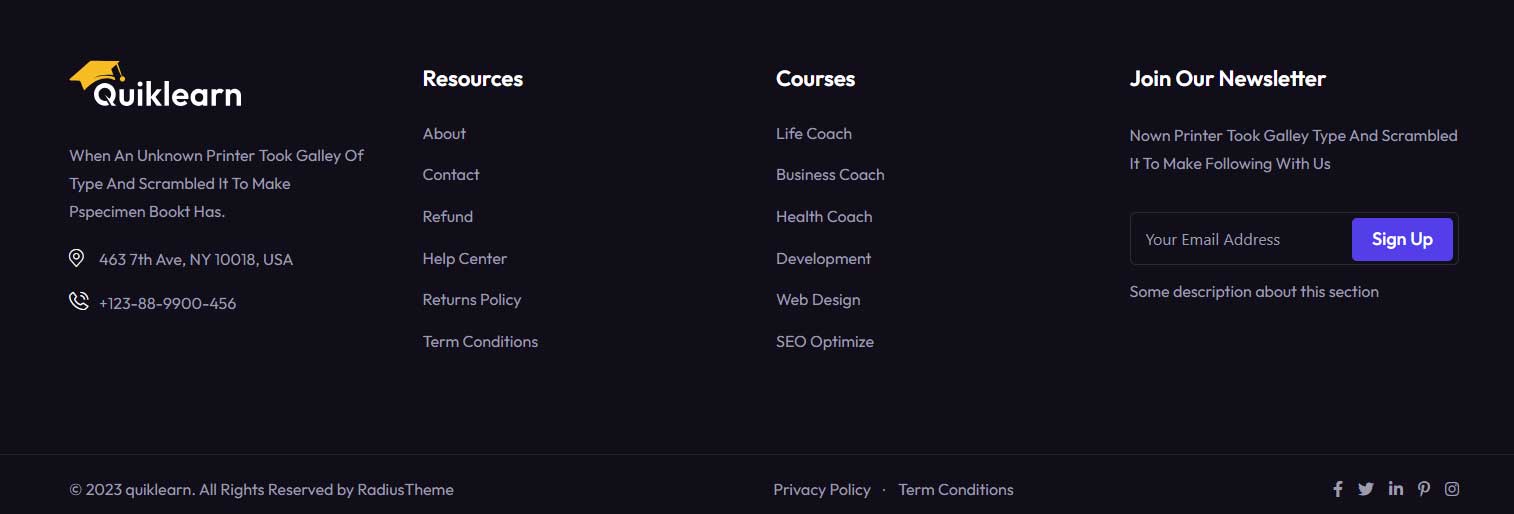 Quiklearn
When An Unknown Printer Took Galley Of
Type And Scrambled It To Make
Pspecimen Bookt Has.
463 7th Ave, NY 10018, USA
+123-88-9900-456
Resources
About
Contact
Refund
Help Center
Returns Policy
Term Conditions
Courses
Life Coach
Business Coach
Health Coach
Development
Web Design
SEO Optimize
Join Our Newsletter
Nown Printer Took Galley Type And Scrambled
It To Make Following With Us
Your Email Address
Sign Up
Some description about this section
© 2023 quiklearn. All Rights Reserved by RadiusTheme
Privacy Policy · Term Conditions